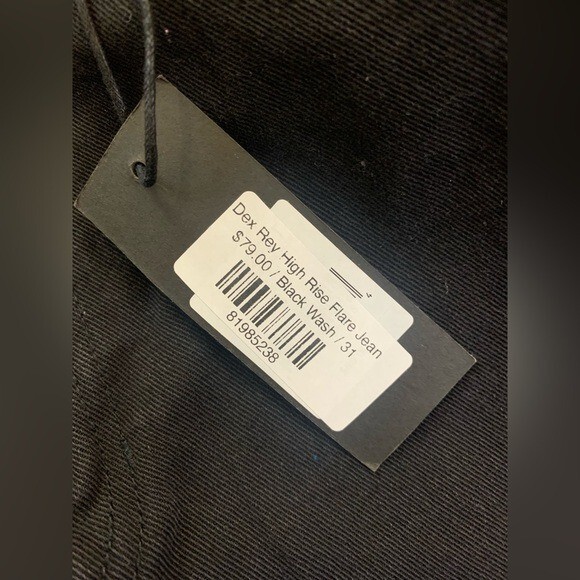 Dex Rey High Rise Flare Jean
$79.00 / Black Wash / 31
81985238